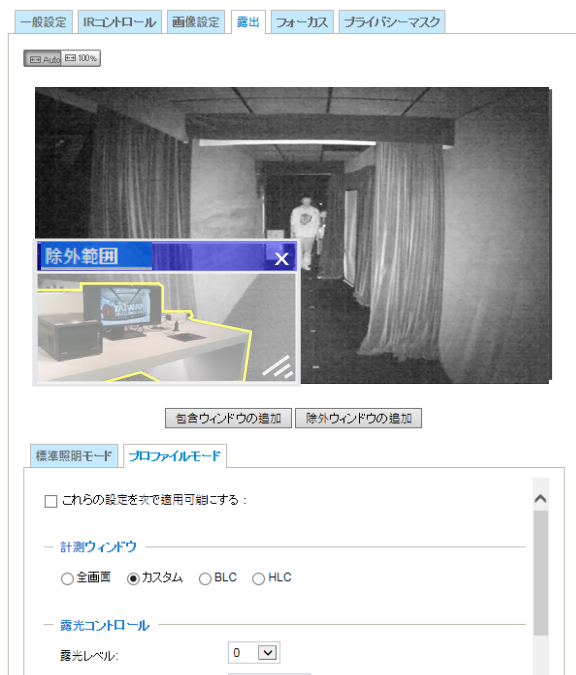 一般設定 IRコントロール 画像設定 露出 フォーカス プライバシーマスク
Auto 100%
除外範囲 X
TAIWAN
包含ウィンドウの追加 除外ウィンドウの追加
標準照明モード プロファイルモード
これらの設定を次で適用可能にする：
計測ウィンドウ
全画面 カスタム BLC HLC
露光コントロール
露光レベル: 0